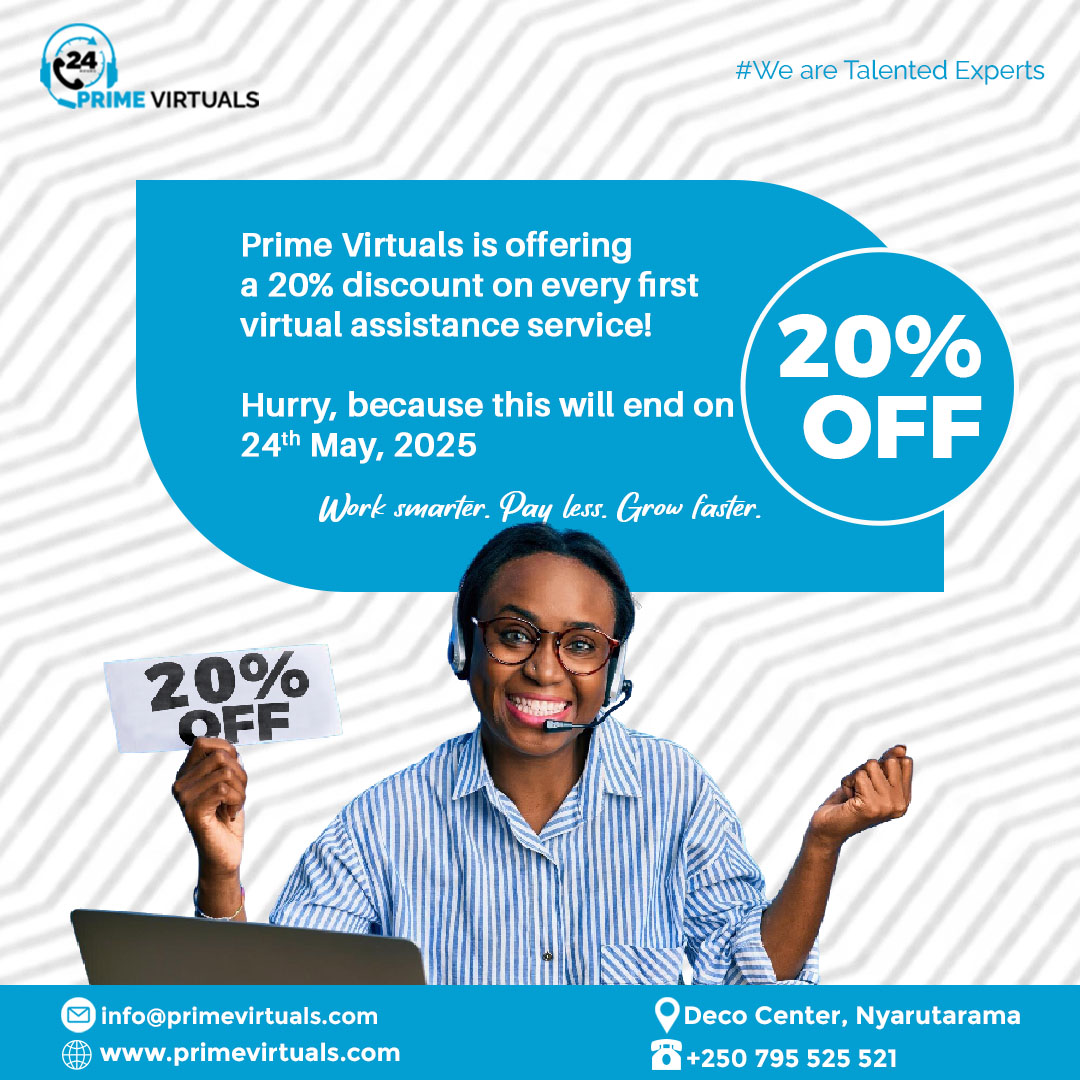 24
PRIME VIRTUALS
#We are Talented Experts
Prime Virtuals is offering
a 20% discount on every first
virtual assistance service!
Hurry, because this will end on
24th May, 2025
20%
OFF
Work smarter. Pay less. Grow faster.
20%
OFF
info@primevirtuals.com
www.primevirtuals.com
Deco Center, Nyarutarama
+250 795 525 521